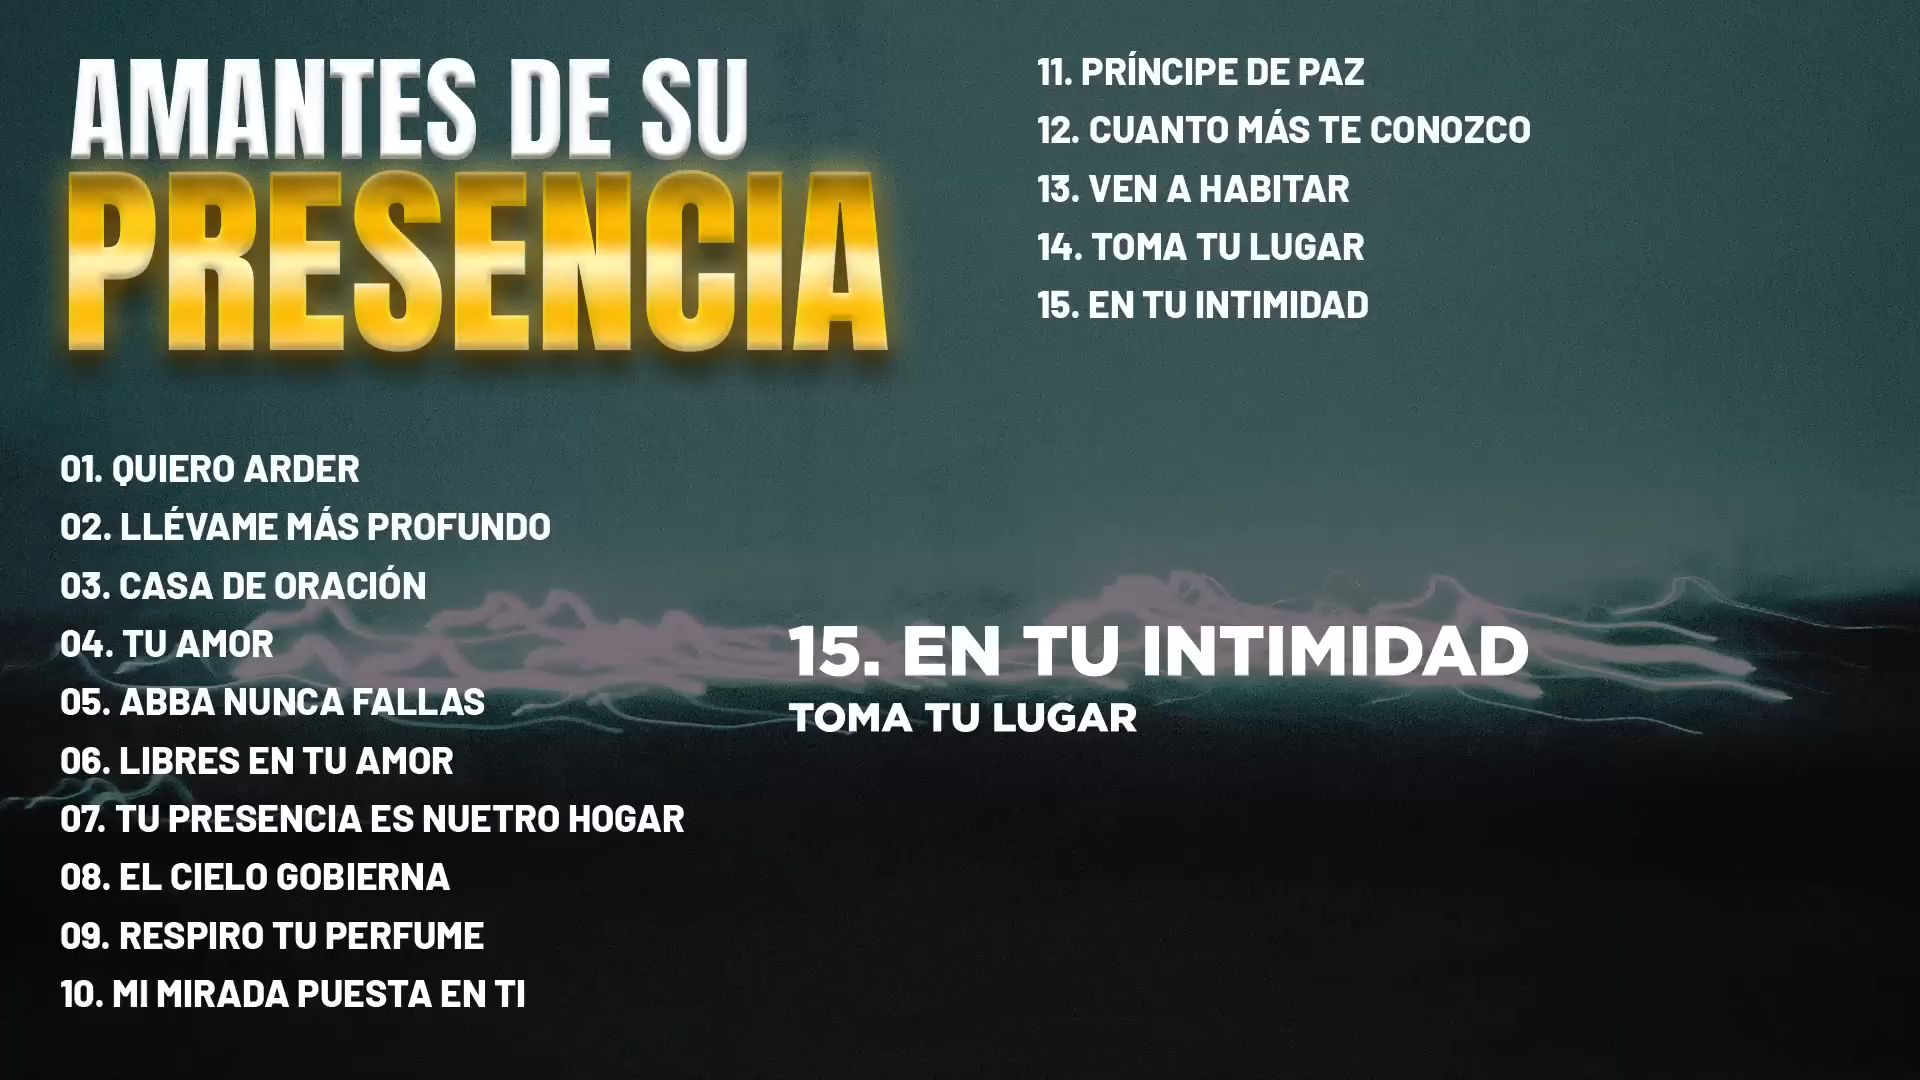 AMANTES DE SU
PRESENCIA
01. QUIERO ARDER
02. LLÉVAME MÁS PROFUNDO
03. CASA DE ORACIÓN
04. TU AMOR
05. ABBA NUNCA FALLAS
06. LIBRES EN TU AMOR
07. TU PRESENCIA ES NUETRO HOGAR
08. EL CIELO GOBIERNA
09. RESPIRO TU PERFUME
10. MI MIRADA PUESTA EN TI
11. PRÍNCIPE DE PAZ
12. CUANTO MÁS TE CONOZCO
13. VEN A HABITAR
14. TOMA TU LUGAR
15. EN TU INTIMIDAD
15. EN TU INTIMIDAD
TOMA TU LUGAR